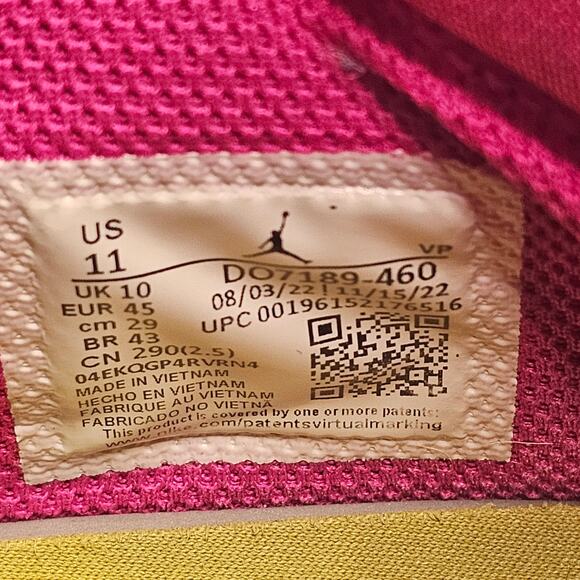 US
11
VP
UK 10
DO7189-460
EUR 45
08/03/22 11/15/22
cm 29
UPC 00196152176516
BR 43
CN 290(2.5)
04EKQGP4RVRN4
MADE IN VIETNAM
HECHO EN VIETNAM
FABRIQUE AU VIETNAM
FABRICADO NO VIETNÃ
This product is covered by one or more patents:
www.nike.com/patentsvirtualmarking